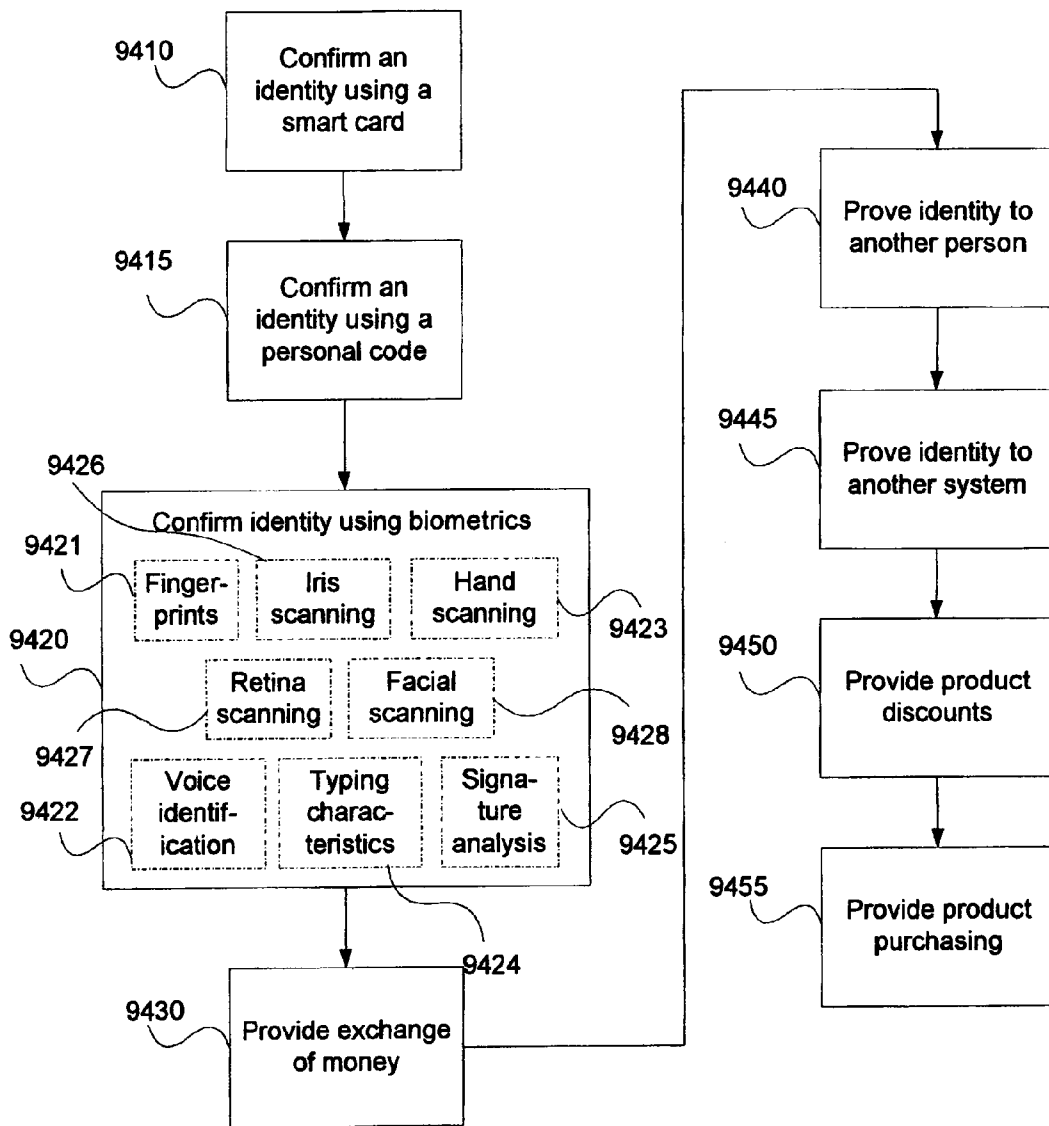 9410
Confirm an
identity using a
smart card
9415
Confirm an
identity using a
personal code
9426
Confirm identity using biometrics
9421
Finger-
prints
Iris
scanning
Hand
scanning
9423
9420
Retina
scanning
Facial
scanning
9427
9428
Voice
identif-
ication
Typing
charac-
teristics
Signa-
ture
analysis
9422
9425
9424
9430
Provide exchange
of money
9440
Prove identity to
another person
9445
Prove identity to
another system
9450
Provide product
discounts
9455
Provide product
purchasing